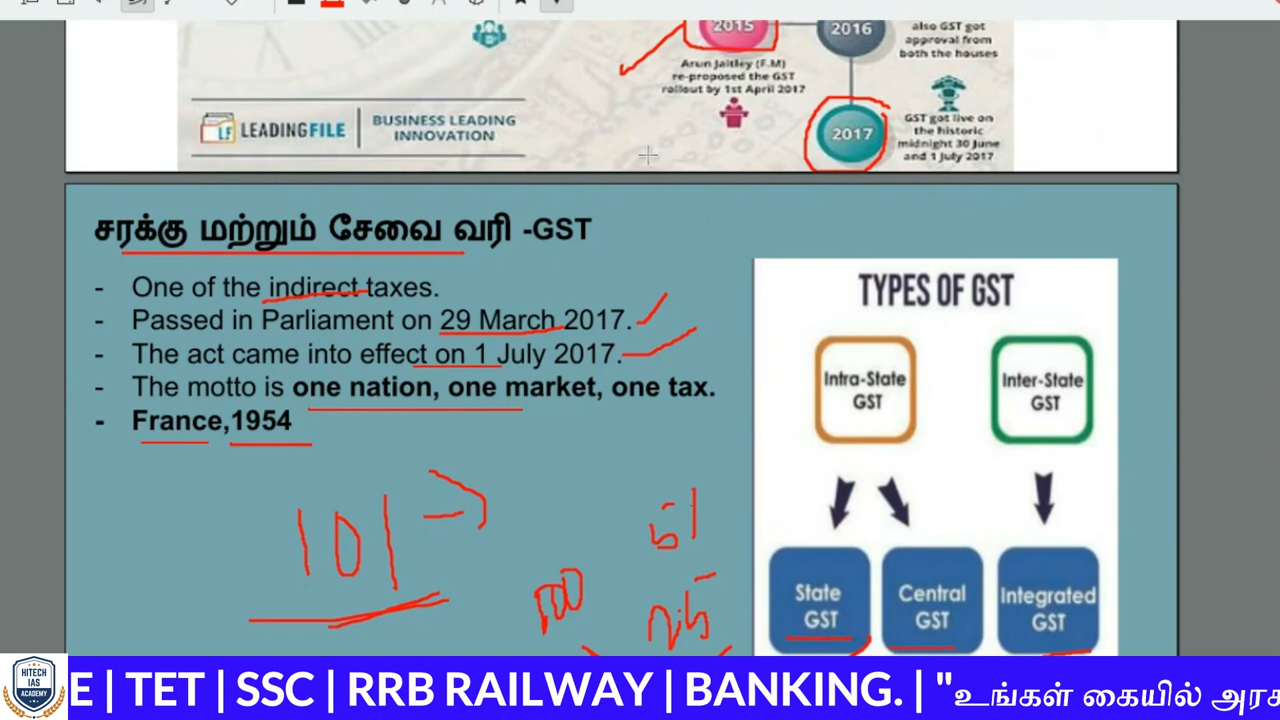 2015
2016
also GST got
approval from
both the houses
Arun Jaitley (F.M)
re-proposed the GST
rollout by 1st April 2017
LF LEADINGFILE
BUSINESS LEADING
INNOVATION
2017
GST got live on
the historic
midnight 30 June
and 1 July 2017
சரக்கு மற்றும் சேவை வரி -GST
- One of the indirect taxes.
- Passed in Parliament on 29 March 2017.
- The act came into effect on 1 July 2017.
- The motto is one nation, one market, one tax.
- France,1954
101
TYPES OF GST
Intra-State
GST
Inter-State
GST
State
GST
Central
GST
Integrated
GST
HITECH
IAS
ACADEMY
E | TET | SSC | RRB RAILWAY | BANKING. | "உங்கள் கையில் அரச